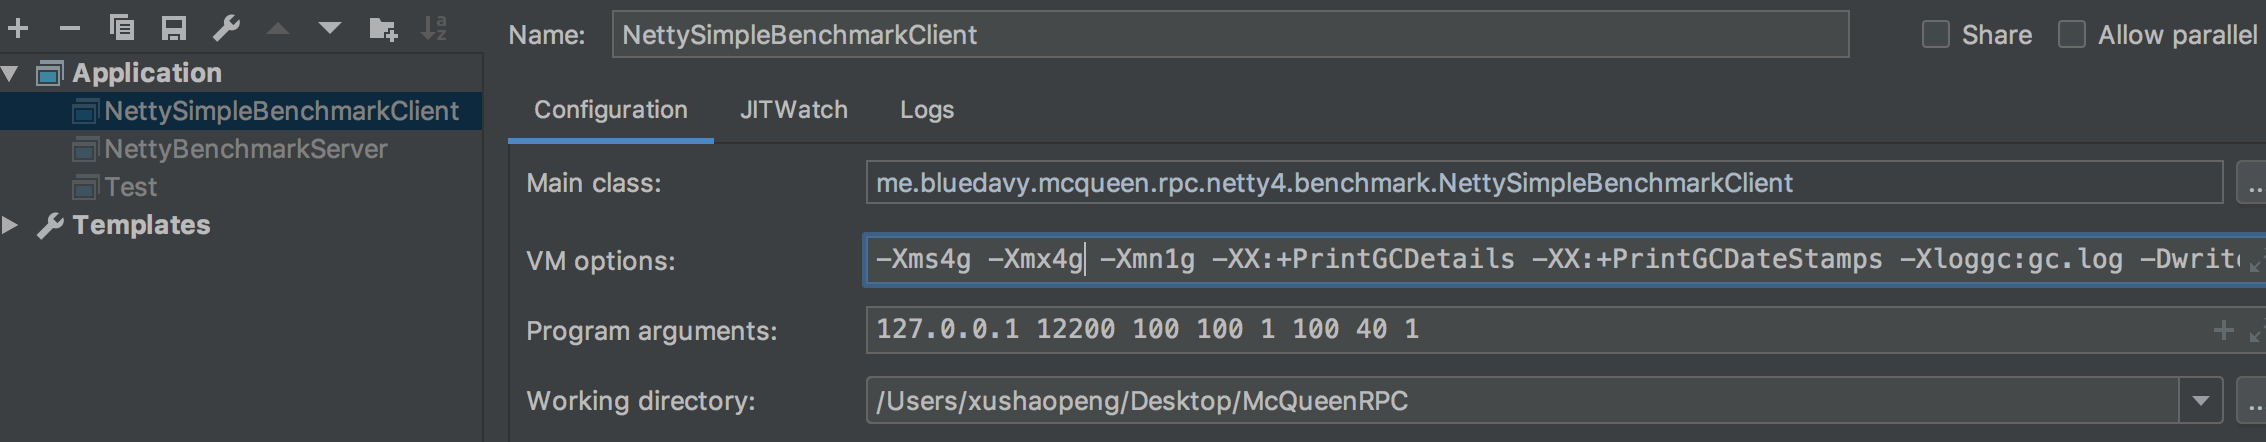 Name: NettySimpleBenchmarkClient Share Allow parallel
Application
NettySimpleBenchmarkClient
NettyBenchmarkServer
Test
Templates
Configuration JITWatch Logs
Main class: me.bluedavy.mcqueen.rpc.netty4.benchmark.NettySimpleBenchmarkClient ...
VM options: -Xms4g -Xmx4g -Xmn1g -XX:+PrintGCDetails -XX:+PrintGCDateStamps -Xloggc:gc.log -Dwrite
Program arguments: 127.0.0.1 12200 100 100 1 100 40 1
Working directory: /Users/xushaopeng/Desktop/McQueenRPC ...